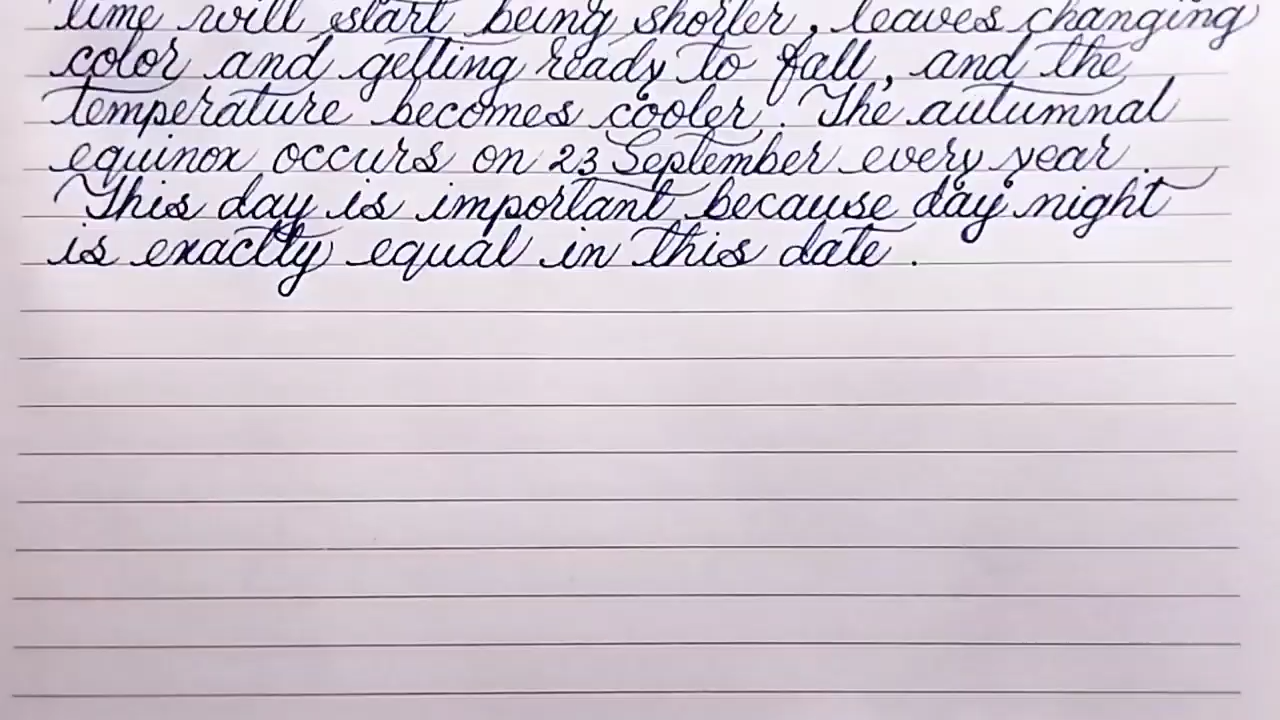 time will start being shorter, leaves changing
color and getting ready to fall, and the
temperature becomes cooler. The autumnal
equinox occurs on 23 September every year.
This day is important because day night
is exactly equal in this date.